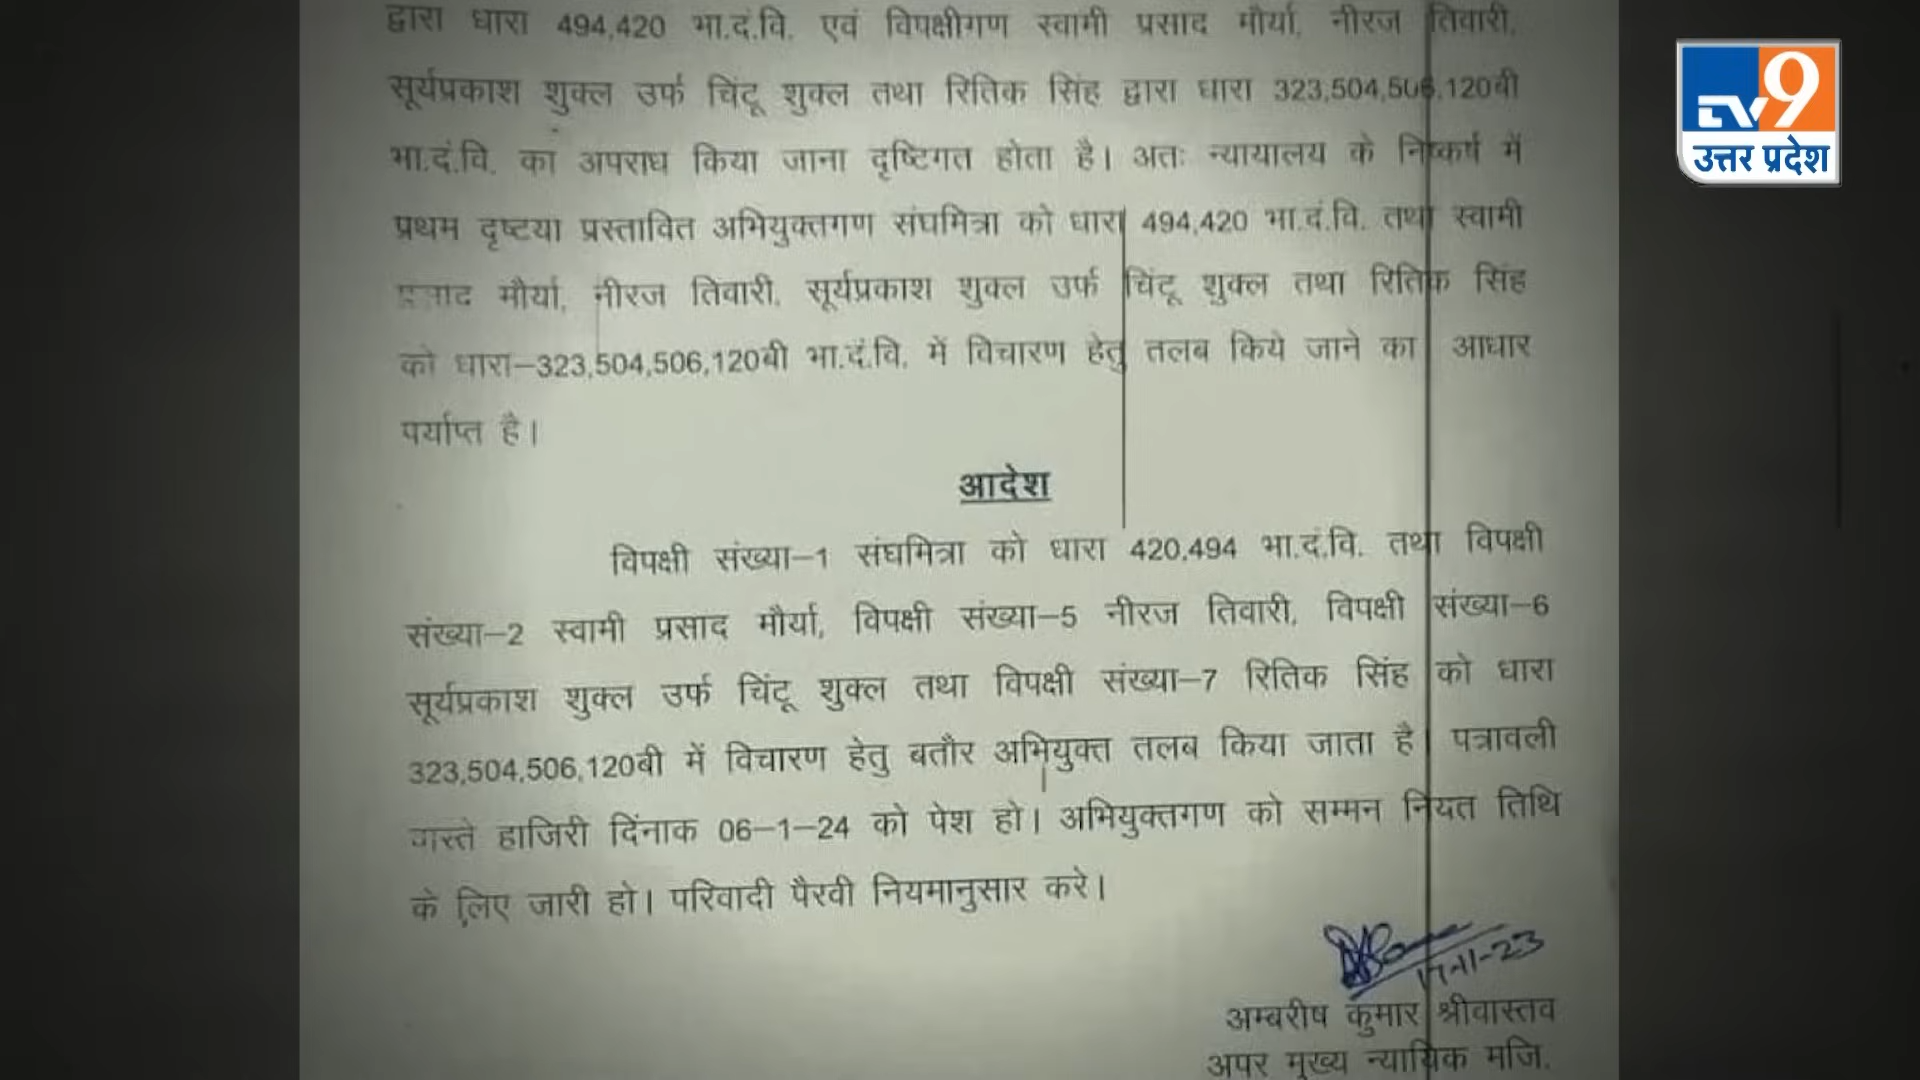 द्वारा धारा 494,420 भा.दं.वि. एवं विपक्षीगण स्वामी प्रसाद मौर्या, नीरज तिवारी,
सूर्यप्रकाश शुक्ल उर्फ चिंटू शुक्ल तथा रितिक सिंह द्वारा धारा 323,504,506,120बी
भा.दं.वि. का अपराध किया जाना दृष्टिगत होता है। अतः न्यायालय के निष्कर्ष में
प्रथम दृष्टया प्रस्तावित अभियुक्तगण संघमित्रा को धारा 494,420 भा.दं.वि. तथा स्वामी
प्रसाद मौर्या, नीरज तिवारी, सूर्यप्रकाश शुक्ल उर्फ चिंटू शुक्ल तथा रितिक सिंह
को धारा–323,504,506,120बी भा.दं.वि. में विचारण हेतु तलब किये जाने का आधार
पर्याप्त है।
आदेश
विपक्षी संख्या–1 संघमित्रा को धारा 420,494 भा.दं.वि. तथा विपक्षी
संख्या–2 स्वामी प्रसाद मौर्या, विपक्षी संख्या–5 नीरज तिवारी, विपक्षी संख्या–6
सूर्यप्रकाश शुक्ल उर्फ चिंटू शुक्ल तथा विपक्षी संख्या–7 रितिक सिंह को धारा
323,504,506,120बी में विचारण हेतु बतौर अभियुक्त तलब किया जाता है। पत्रावली
वास्ते हाजिरी दिंनाक 06–1–24 को पेश हो। अभियुक्तगण को सम्मन नियत तिथि
के लिए जारी हो। परिवादी पैरवी नियमानुसार करे।
17-11-23
अम्बरीष कुमार श्रीवास्तव
अपर मुख्य न्यायिक मजि.
TV9
उत्तर प्रदेश